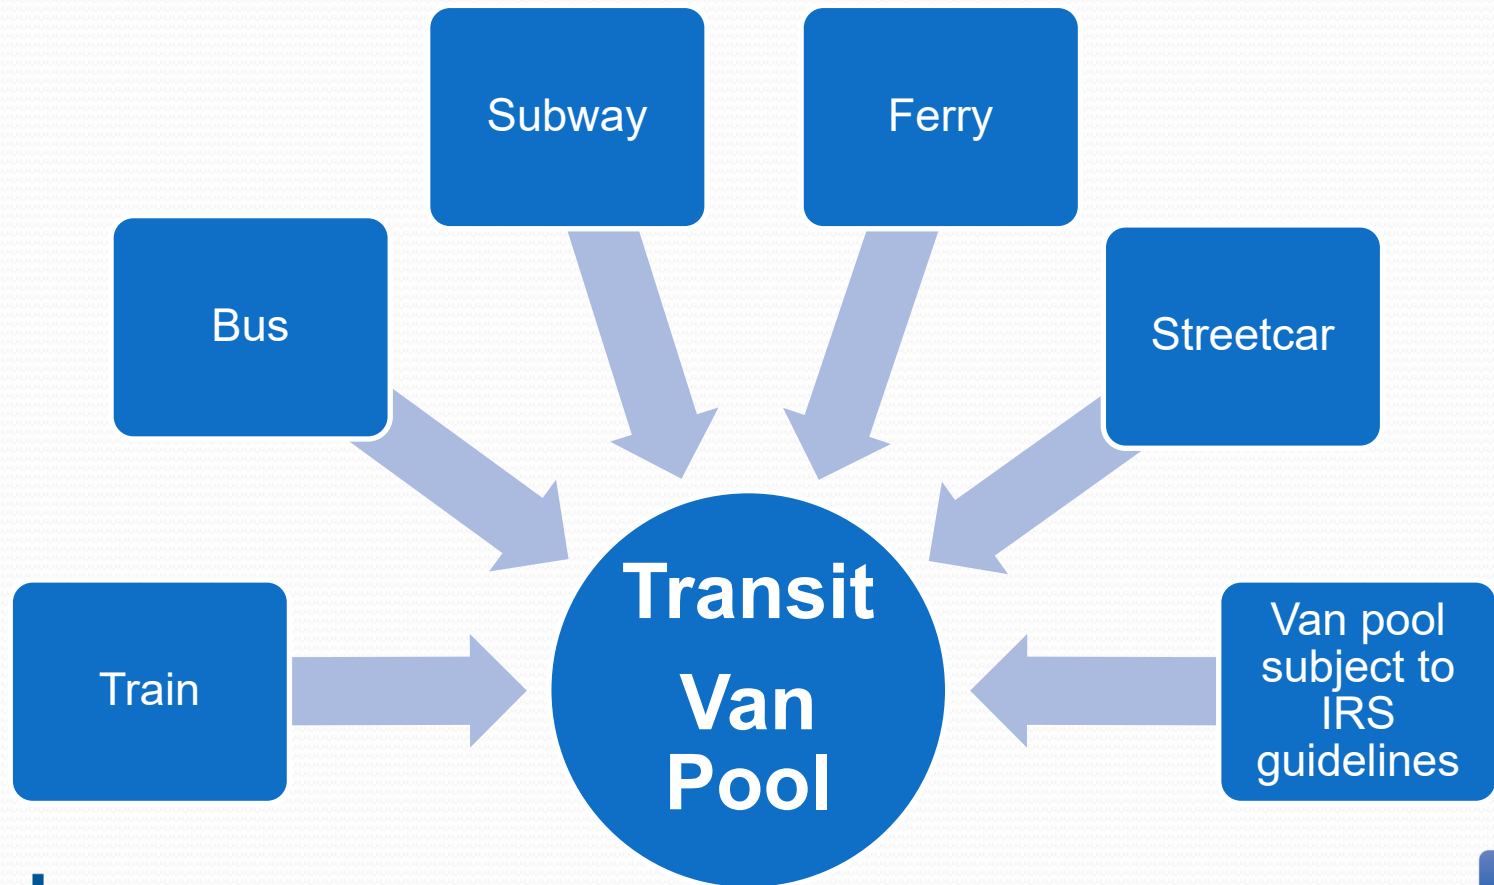 Subway
Ferry
Bus
Streetcar
Train
Transit
Van
Pool
Van pool
subject to
IRS
guidelines